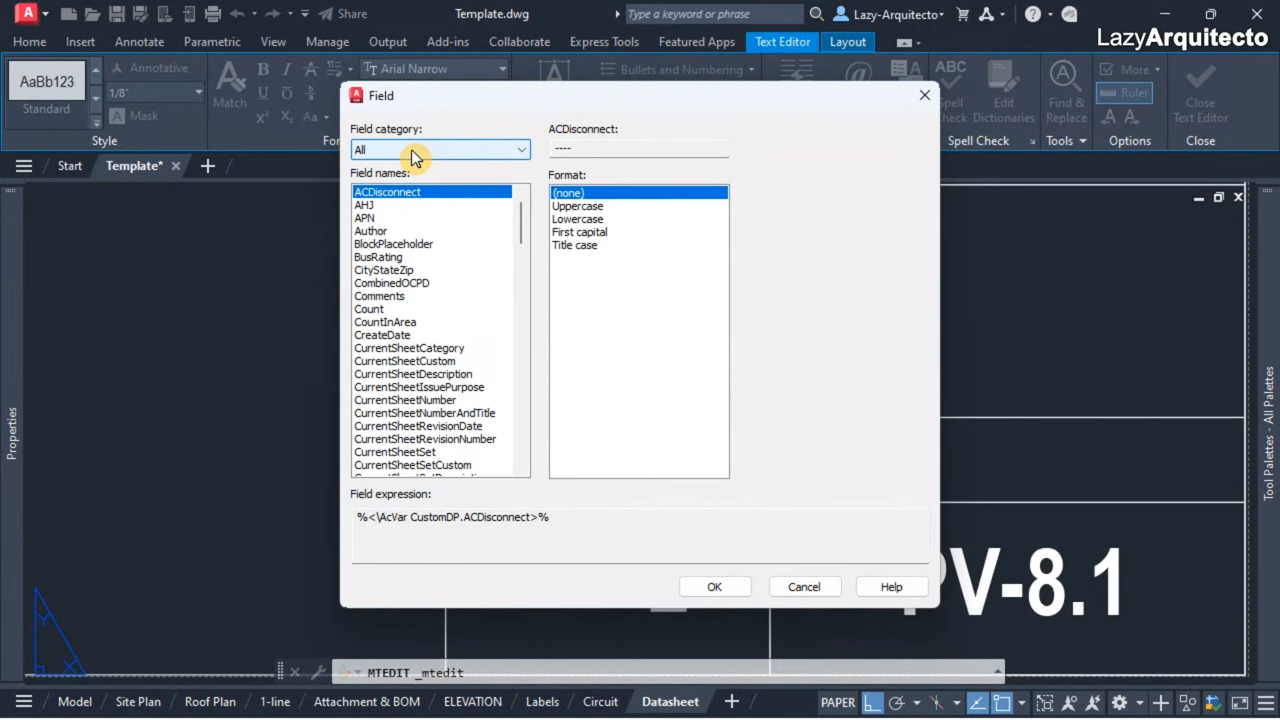 Share
Template.dwg
Type a keyword or phrase
Lazy-Arquitecto
LazyArquitecto
Home
Insert
Annotate
Parametric
View
Manage
Output
Add-ins
Collaborate
Express Tools
Featured Apps
Text Editor
Layout
AaBb123
Standard
Annotative
1/8"
Mask
Style
Match
Arial Narrow
Bullets and Numbering
ABC
Edit
Dictionaries
Spell Check
Find &
Replace
Tools
More
Ruler
Options
Close
Text Editor
Close
Start
Template*
Field
Field category:
All
Field names:
ACDisconnect
AHJ
APN
Author
BlockPlaceholder
BusRating
CityStateZip
CombinedOCPD
Comments
Count
CountInArea
CreateDate
CurrentSheetCategory
CurrentSheetCustom
CurrentSheetDescription
CurrentSheetIssuePurpose
CurrentSheetNumber
CurrentSheetNumberAndTitle
CurrentSheetRevisionDate
CurrentSheetRevisionNumber
CurrentSheetSet
CurrentSheetSetCustom
ACDisconnect:
----
Format:
(none)
Uppercase
Lowercase
First capital
Title case
Field expression:
%<\AcVar CustomDP.ACDisconnect>%
OK
Cancel
Help
PV-8.1
Properties
Tool Palettes - All Palettes
Y
X
MTEDIT _mtedit
Model
Site Plan
Roof Plan
1-line
Attachment & BOM
ELEVATION
Labels
Circuit
Datasheet
PAPER